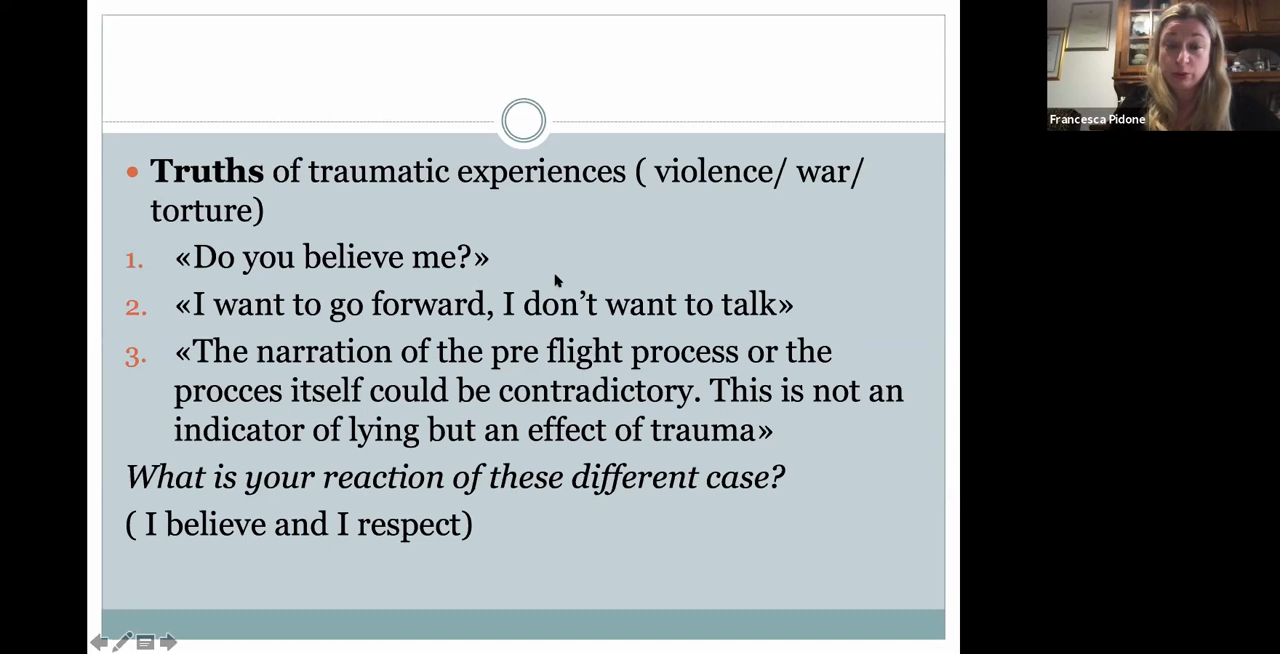 Truths of traumatic experiences ( violence/ war/
torture)
1. «Do you believe me?»
2. «I want to go forward, I don’t want to talk»
3. «The narration of the pre flight process or the
procces itself could be contradictory. This is not an
indicator of lying but an effect of trauma»
What is your reaction of these different case?
( I believe and I respect)
Francesca Pidone